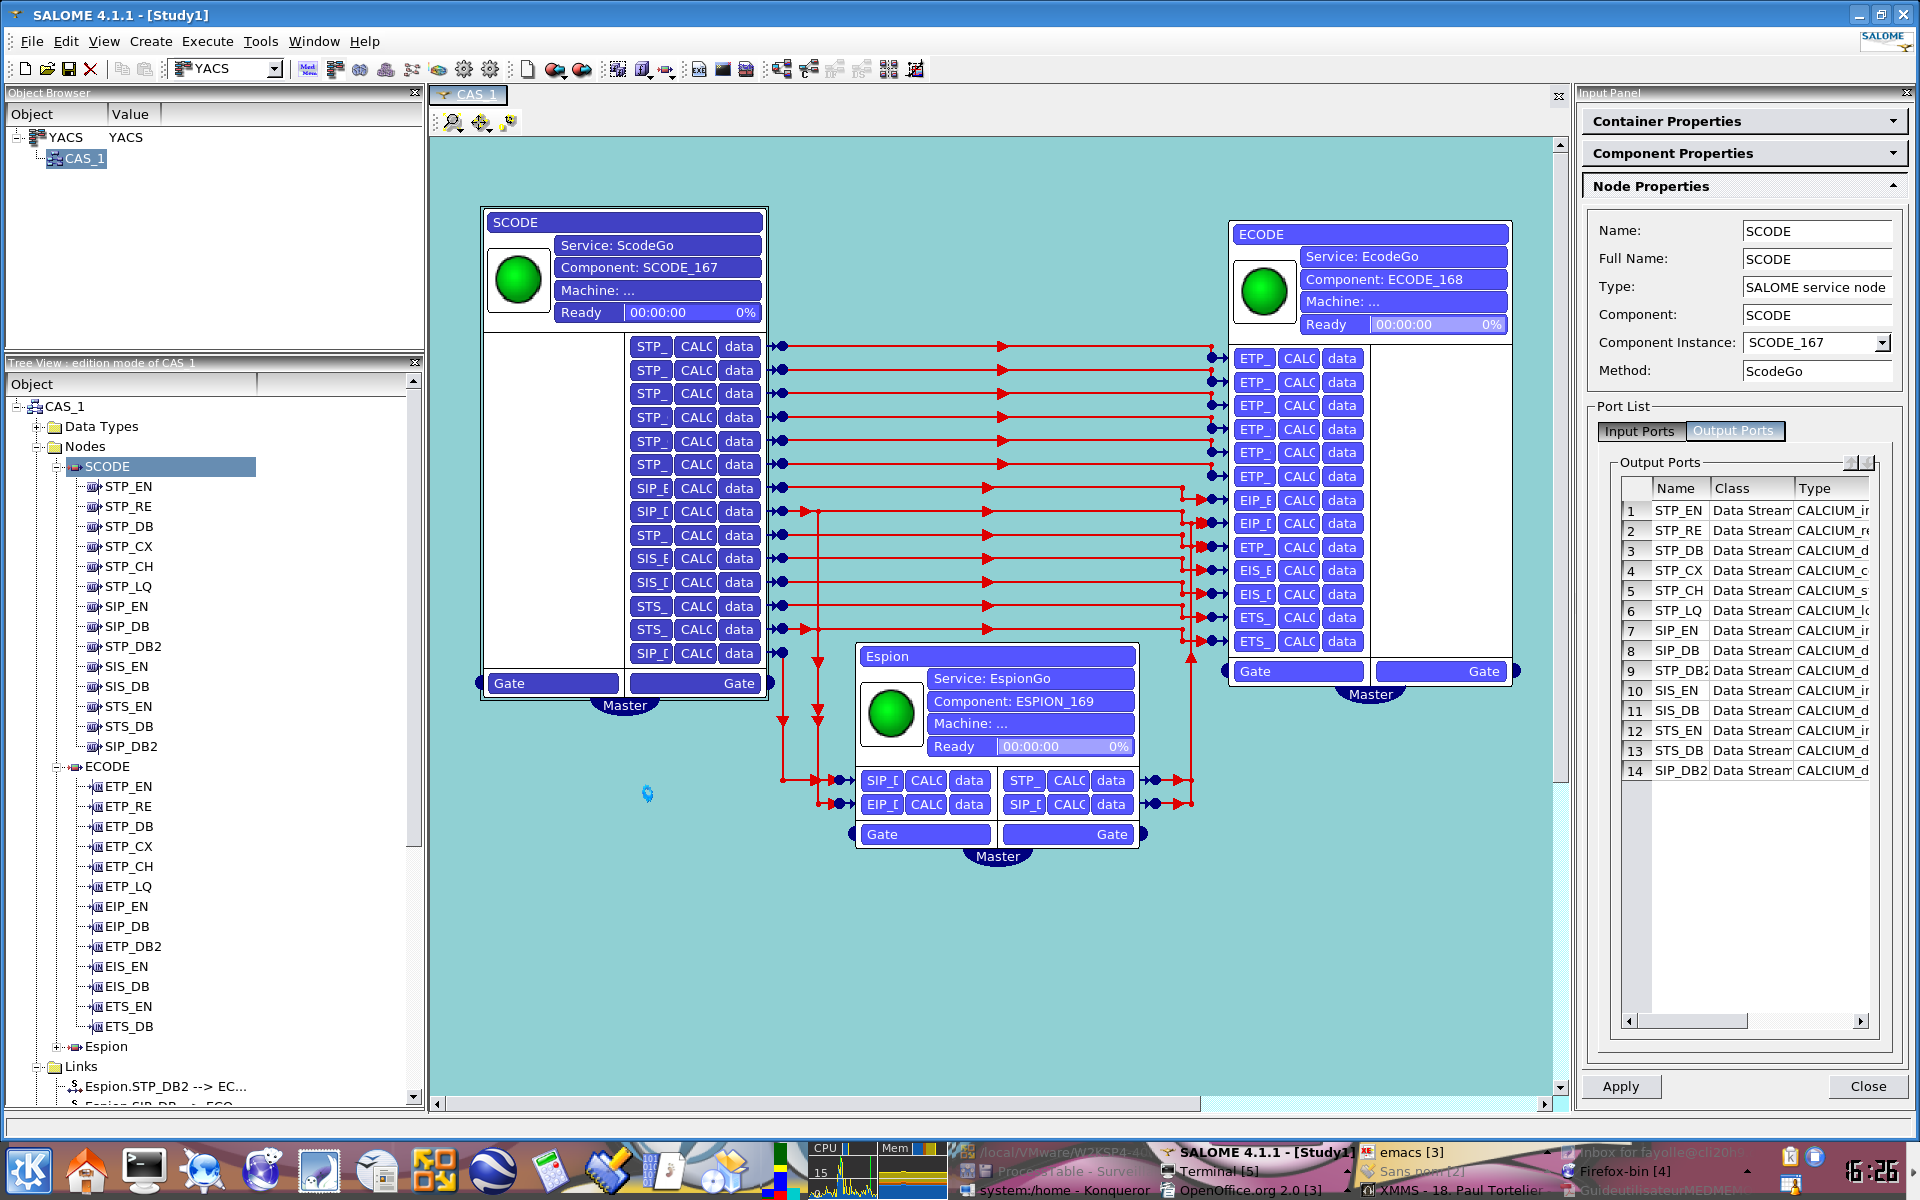 SALOME 4.1.1 - [Study1]
File Edit View Create Execute Tools Window Help
SALOME
YACS
Object Browser
Object Value
YACS YACS
CAS_1
Tree View : edition mode of CAS_1
Object
CAS_1
Data Types
Nodes
SCODE
STP_EN
STP_RE
STP_DB
STP_CX
STP_CH
STP_LQ
SIP_EN
SIP_DB
STP_DB2
SIS_EN
SIS_DB
STS_EN
STS_DB
SIP_DB2
ECODE
ETP_EN
ETP_RE
ETP_DB
ETP_CX
ETP_CH
ETP_LQ
EIP_EN
EIP_DB
ETP_DB2
EIS_EN
EIS_DB
ETS_EN
ETS_DB
Espion
Links
Espion.STP_DB2 --> EC...
CAS_1
SCODE
Service: ScodeGo
Component: SCODE_167
Machine: ...
Ready 00:00:00 0%
STP_ CALC data
STP_ CALC data
STP_ CALC data
STP_ CALC data
STP_ CALC data
STP_ CALC data
SIP_E CALC data
SIP_D CALC data
STP_ CALC data
SIS_E CALC data
SIS_D CALC data
STS_ CALC data
STS_ CALC data
SIP_D CALC data
Gate Gate
Master
ECODE
Service: EcodeGo
Component: ECODE_168
Machine: ...
Ready 00:00:00 0%
ETP_ CALC data
ETP_ CALC data
ETP_ CALC data
ETP_ CALC data
ETP_ CALC data
ETP_ CALC data
EIP_E CALC data
EIP_D CALC data
ETP_ CALC data
EIS_E CALC data
EIS_D CALC data
ETS_ CALC data
ETS_ CALC data
Gate Gate
Master
Espion
Service: EspionGo
Component: ESPION_169
Machine: ...
Ready 00:00:00 0%
SIP_D CALC data STP_ CALC data
EIP_D CALC data SIP_D CALC data
Gate Gate
Master
Input Panel
Container Properties
Component Properties
Node Properties
Name: SCODE
Full Name: SCODE
Type: SALOME service node
Component: SCODE
Component Instance: SCODE_167
Method: ScodeGo
Port List
Input Ports Output Ports
Output Ports
Name Class Type
1 STP_EN Data Stream CALCIUM_in
2 STP_RE Data Stream CALCIUM_re
3 STP_DB Data Stream CALCIUM_d
4 STP_CX Data Stream CALCIUM_c
5 STP_CH Data Stream CALCIUM_s
6 STP_LQ Data Stream CALCIUM_lo
7 SIP_EN Data Stream CALCIUM_in
8 SIP_DB Data Stream CALCIUM_d
9 STP_DB2 Data Stream CALCIUM_d
10 SIS_EN Data Stream CALCIUM_in
11 SIS_DB Data Stream CALCIUM_d
12 STS_EN Data Stream CALCIUM_in
13 STS_DB Data Stream CALCIUM_d
14 SIP_DB2 Data Stream CALCIUM_d
Apply Close
CPU Mem
15
/local/VMware/W2KSP4-40 SALOME 4.1.1 - [Study1] emacs [3] Inbox for fayolle@cli20n
ProcessTable - Surveil Terminal [5] Sans nom [2] Firefox-bin [4]
system:/home - Konqueror OpenOffice.org 2.0 [3] XMMS - 18. Paul Tortelier GuideutilisateurMEDMEM
16:26